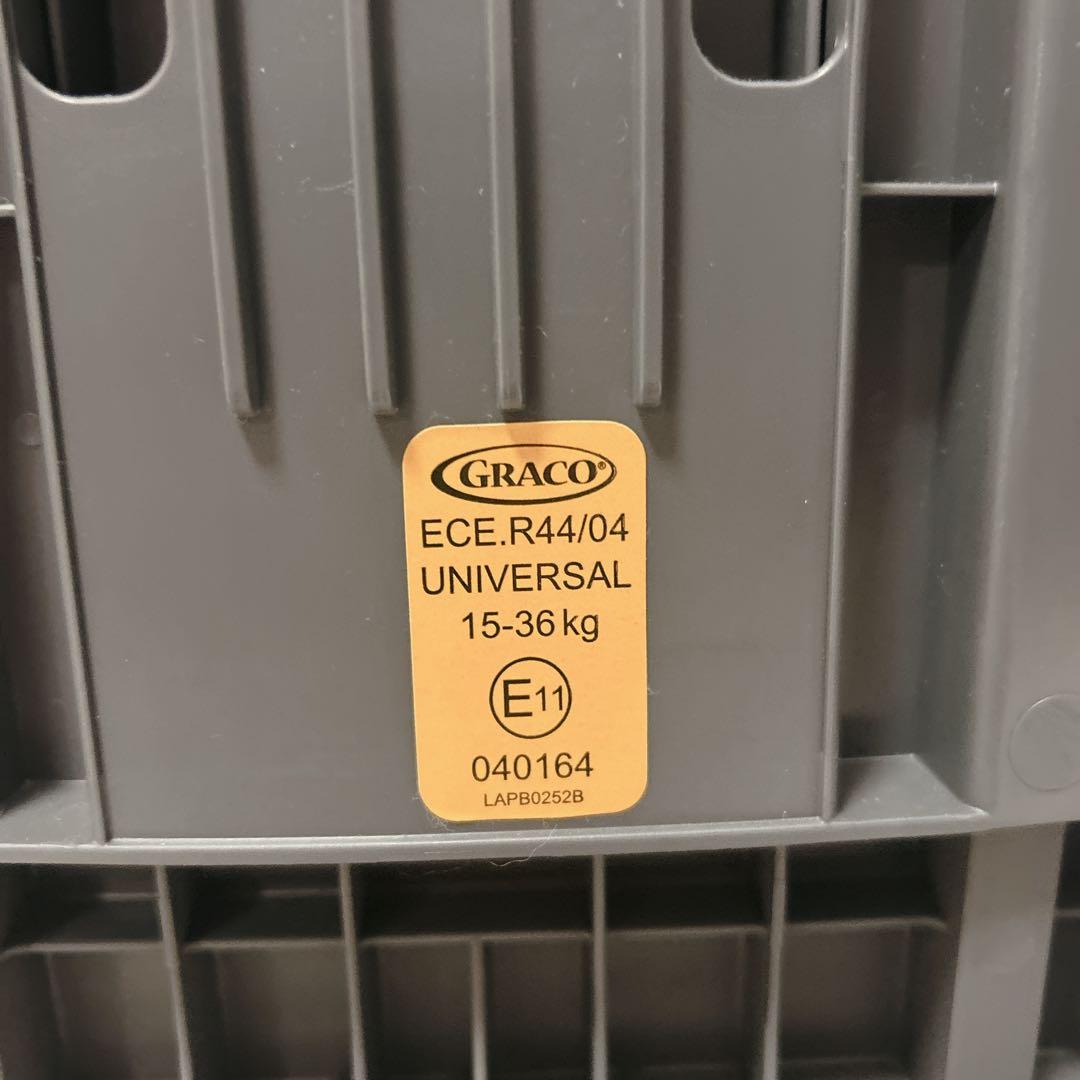 GRACO®
ECE.R44/04
UNIVERSAL
15-36 kg
E11
040164
LAPB0252B